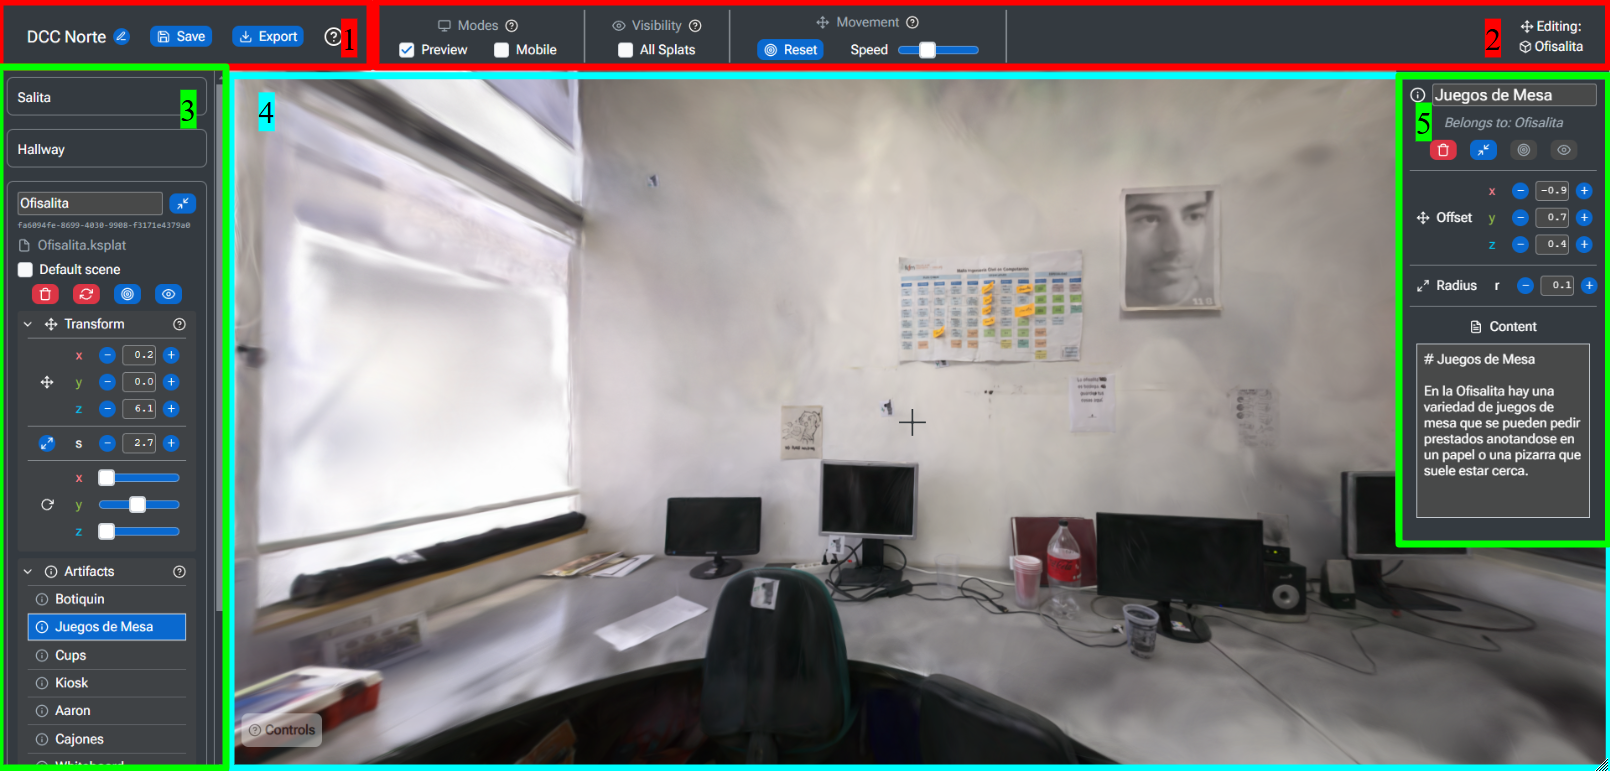 DCC Norte
Save
Export
1
Modes
Preview
Mobile
Visibility
All Splats
Movement
Reset
Speed
2
Editing:
Ofisalita
3
Salita
Hallway
Ofisalita
fa6094fe-8699-4030-9908-f3171e4379a0
Ofisalita.ksplat
Default scene
Transform
x 0.2
y 0.0
z 6.1
s 2.7
x
y
z
Artifacts
Botiquin
Juegos de Mesa
Cups
Kiosk
Aaron
Cajones
Whiteboard
4
Controls
5
Juegos de Mesa
Belongs to: Ofisalita
x -0.9
Offset y 0.7
z 0.4
Radius r 0.1
Content
# Juegos de Mesa
En la Ofisalita hay una
variedad de juegos de
mesa que se pueden pedir
prestados anotandose en
un papel o una pizarra que
suele estar cerca.